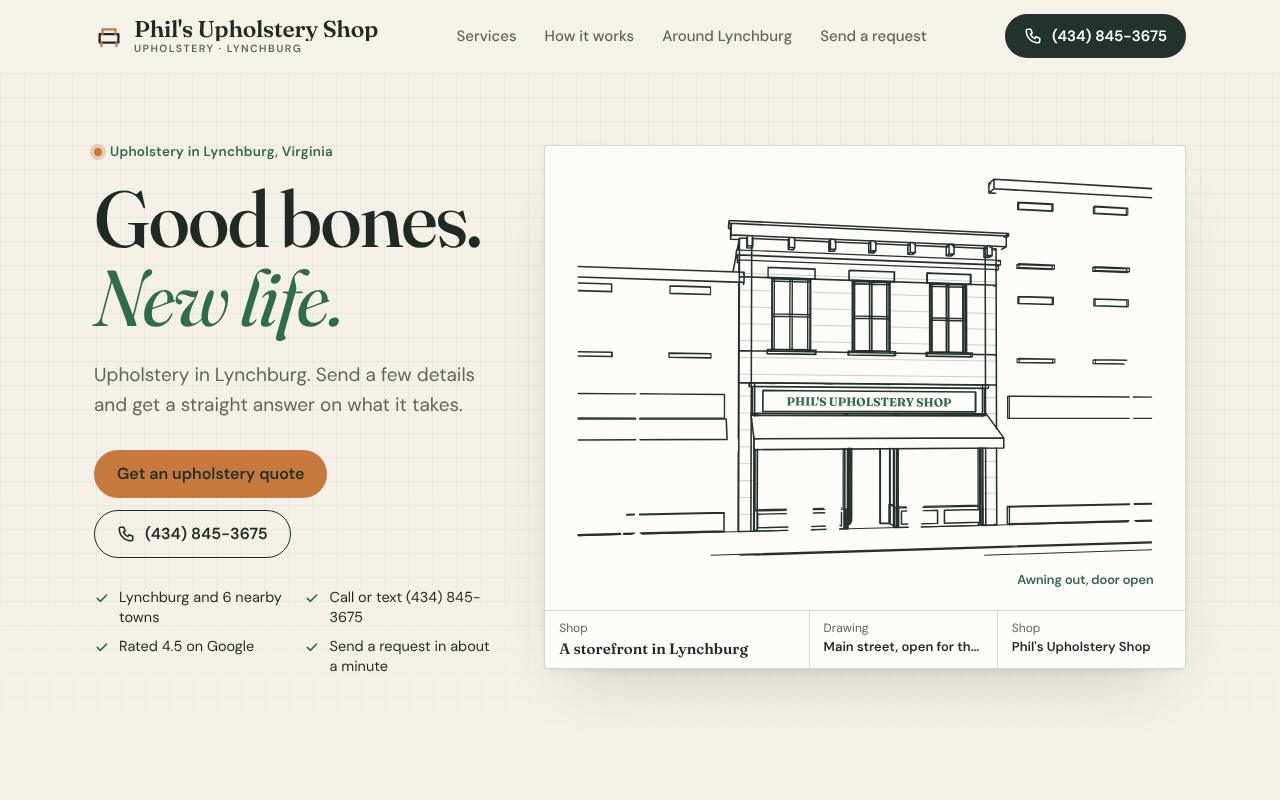 Phil's Upholstery Shop
UPHOLSTERY · LYNCHBURG
Services
How it works
Around Lynchburg
Send a request
(434) 845-3675
Upholstery in Lynchburg, Virginia
Good bones.
New life.
Upholstery in Lynchburg. Send a few details
and get a straight answer on what it takes.
Get an upholstery quote
(434) 845-3675
Lynchburg and 6 nearby
towns
Call or text (434) 845-
3675
Rated 4.5 on Google
Send a request in about
a minute
PHIL'S UPHOLSTERY SHOP
Awning out, door open
Shop
A storefront in Lynchburg
Drawing
Main street, open for th...
Shop
Phil's Upholstery Shop